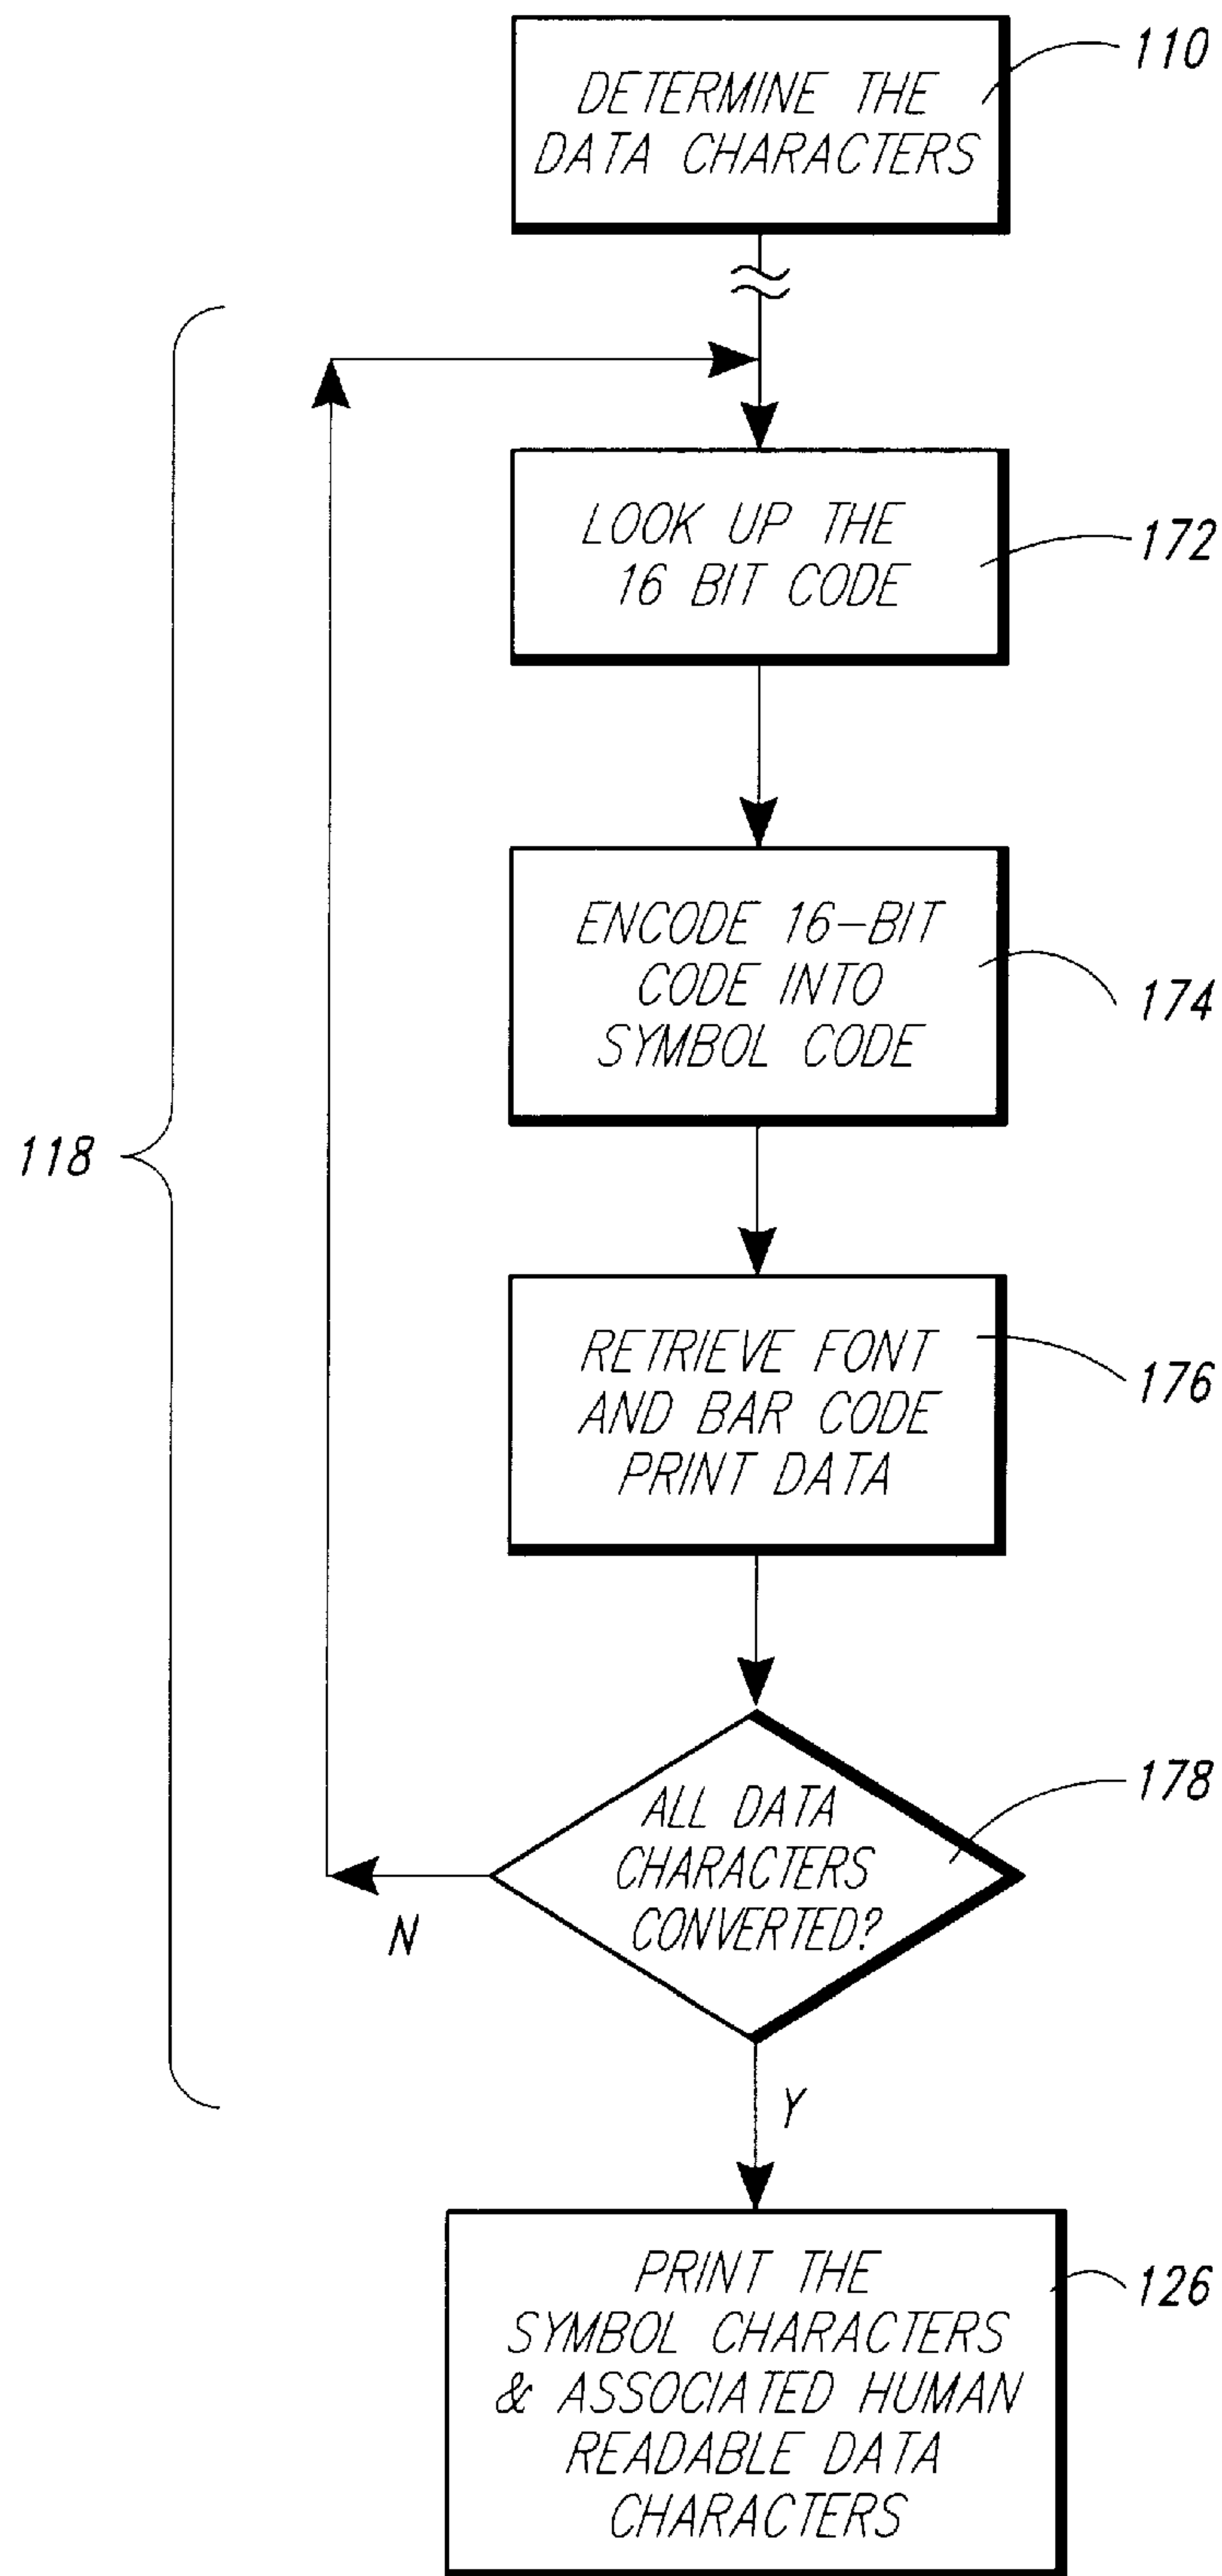 110
DETERMINE THE
DATA CHARACTERS
LOOK UP THE
16 BIT CODE
172
ENCODE 16-BIT
CODE INTO
SYMBOL CODE
174
118
RETRIEVE FONT
AND BAR CODE
PRINT DATA
176
ALL DATA
CHARACTERS
CONVERTED?
178
N
Y
PRINT THE
SYMBOL CHARACTERS
& ASSOCIATED HUMAN
READABLE DATA
CHARACTERS
126